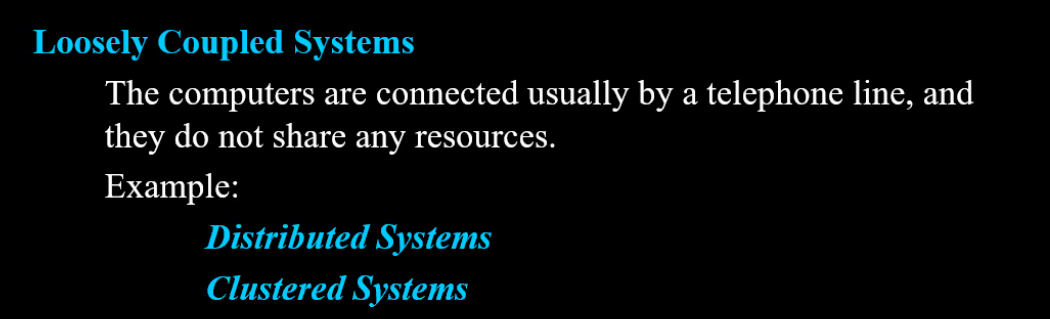 Loosely Coupled Systems
The computers are connected usually by a telephone line, and
they do not share any resources.
Example:
Distributed Systems
Clustered Systems